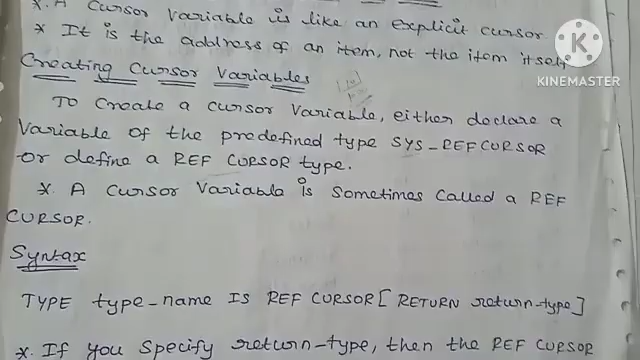 *. A Cursor Variable is like an explicit cursor
* It is the address of an item, not the item itself
Creating Cursor Variables
To Create a cursor Variable, either declare a
Variable of the predefined type SYS-REFCURSOR
or define a REF CURSOR type.
*. A Cursor Variable is Sometimes Called a REF
CURSOR.
Syntax
TYPE type-name IS REF CURSOR [RETURN return-type]
*. If you Specify return-type, then the REF CURSOR
KINEMASTER